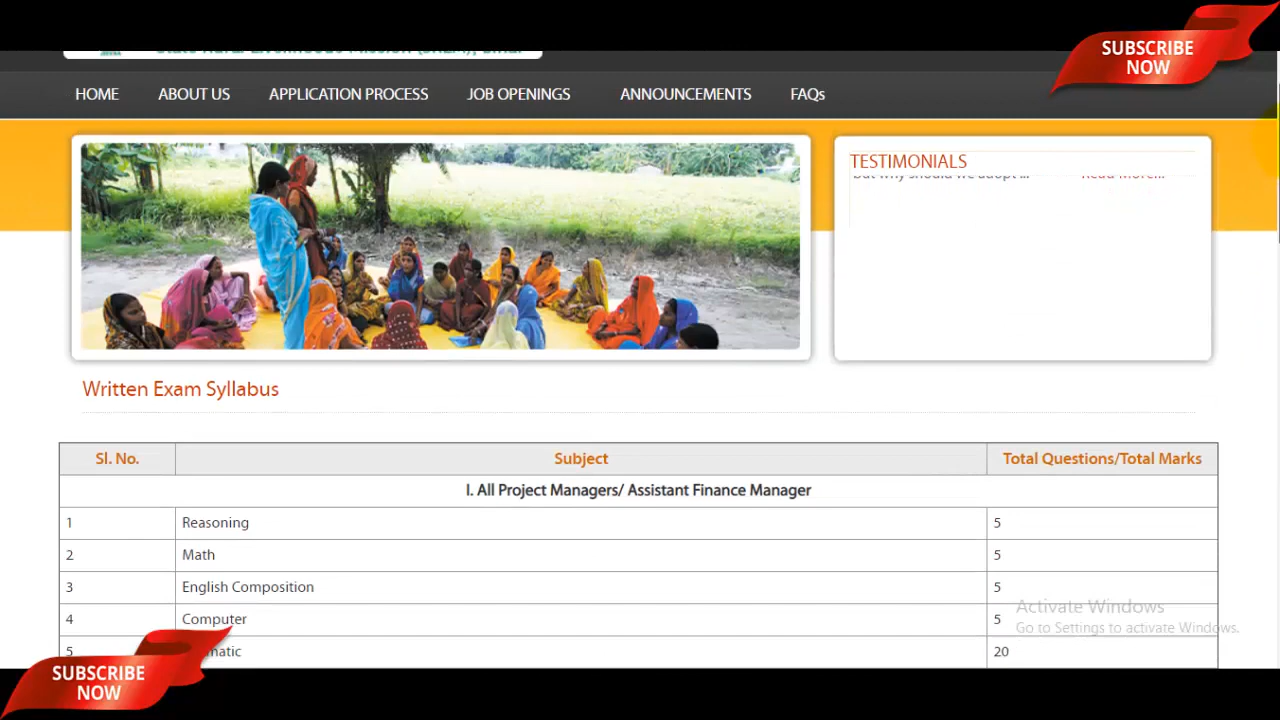 SUBSCRIBE
NOW
HOME ABOUT US APPLICATION PROCESS JOB OPENINGS ANNOUNCEMENTS FAQs
TESTIMONIALS
Written Exam Syllabus
Sl. No. Subject Total Questions/Total Marks
I. All Project Managers/ Assistant Finance Manager
1 Reasoning 5
2 Math 5
3 English Composition 5
4 Computer 5
5 20
Activate Windows
Go to Settings to activate Windows.
SUBSCRIBE
NOW